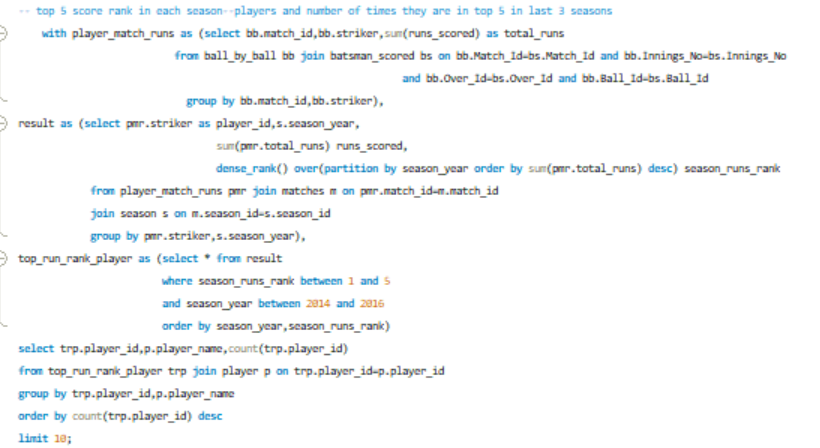 -- top 5 score rank in each season--players and number of times they are in top 5 in last 3 seasons
with player_match_runs as (select bb.match_id,bb.striker,sum(runs_scored) as total_runs
from ball_by_ball bb join batsman_scored bs on bb.Match_Id=bs.Match_Id and bb.Innings_No=bs.Innings_No
and bb.Over_Id=bs.Over_Id and bb.Ball_Id=bs.Ball_Id
group by bb.match_id,bb.striker),
result as (select pmr.striker as player_id,s.season_year,
sum(pmr.total_runs) runs_scored,
dense_rank() over(partition by season_year order by sum(pmr.total_runs) desc) season_runs_rank
from player_match_runs pmr join matches m on pmr.match_id=m.match_id
join season s on m.season_id=s.season_id
group by pmr.striker,s.season_year),
top_run_rank_player as (select * from result
where season_runs_rank between 1 and 5
and season_year between 2014 and 2016
order by season_year,season_runs_rank)
select trp.player_id,p.player_name,count(trp.player_id)
from top_run_rank_player trp join player p on trp.player_id=p.player_id
group by trp.player_id,p.player_name
order by count(trp.player_id) desc
limit 10;